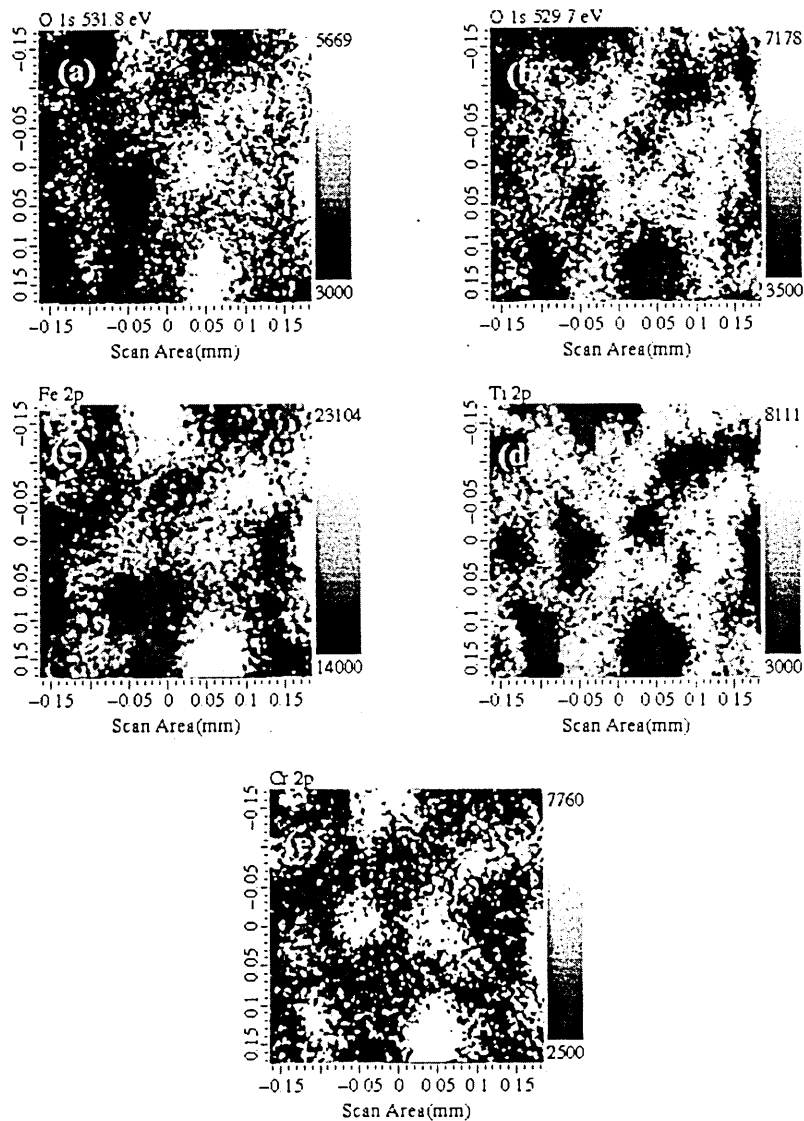 O 1s 531.8 eV
(a)
5669
3000
-0.15 -0.05 0 0 05 0 1 0 15
-0 15 -0.05 0 0 05 0 1 0 15
Scan Area(mm)
O 1s 529 7 eV
(b)
7178
3500
-0.15 -0.05 0 0 05 0 1 0 15
-0 15 -0 05 0 0 05 0 1 0 15
Scan Area(mm)
Fe 2p
(c)
23104
14000
-0.15 -0.05 0 0 05 0 1 0 15
-0 15 -0.05 0 0 05 0 1 0 15
Scan Area(mm)
Ti 2p
(d)
8111
3000
-0.15 -0.05 0 0 05 0 1 0 15
-0 15 -0 05 0 0 05 0 1 0 15
Scan Area(mm)
Cr 2p
(e)
7760
2500
-0.15 -0.05 0 0 05 0 1 0 15
-0 15 -0 05 0 0 05 0 1 0 15
Scan Area(mm)